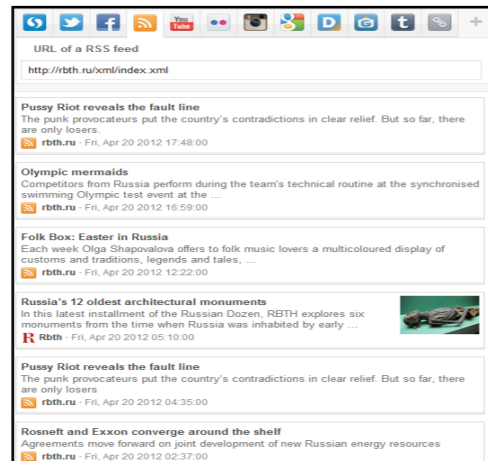 You
Tube
URL of a RSS feed
http://rbth.ru/xml/index.xml
Pussy Riot reveals the fault line
The punk provocateurs put the country's contradictions in clear relief. But so far, there
are only losers.
rbth.ru - Fri, Apr 20 2012 17:48:00
Olympic mermaids
Competitors from Russia perform during the team's technical routine at the synchronised
swimming Olympic test event at the ...
rbth.ru - Fri, Apr 20 2012 16:59:00
Folk Box: Easter in Russia
Each week Olga Shapovalova offers to folk music lovers a multicoloured display of
customs and traditions, legends and tales, ...
rbth.ru - Fri, Apr 20 2012 12:22:00
Russia's 12 oldest architectural monuments
In this latest installment of the Russian Dozen, RBTH explores six
monuments from the time when Russia was inhabited by early ...
R Rbth - Fri, Apr 20 2012 05:10:00
Pussy Riot reveals the fault line
The punk provocateurs put the country's contradictions in clear relief. But so far, there
are only losers
rbth.ru - Fri, Apr 20 2012 04:35:00
Rosneft and Exxon converge around the shelf
Agreements move forward on joint development of new Russian energy resources
rbth.ru - Fri, Apr 20 2012 02:37:00